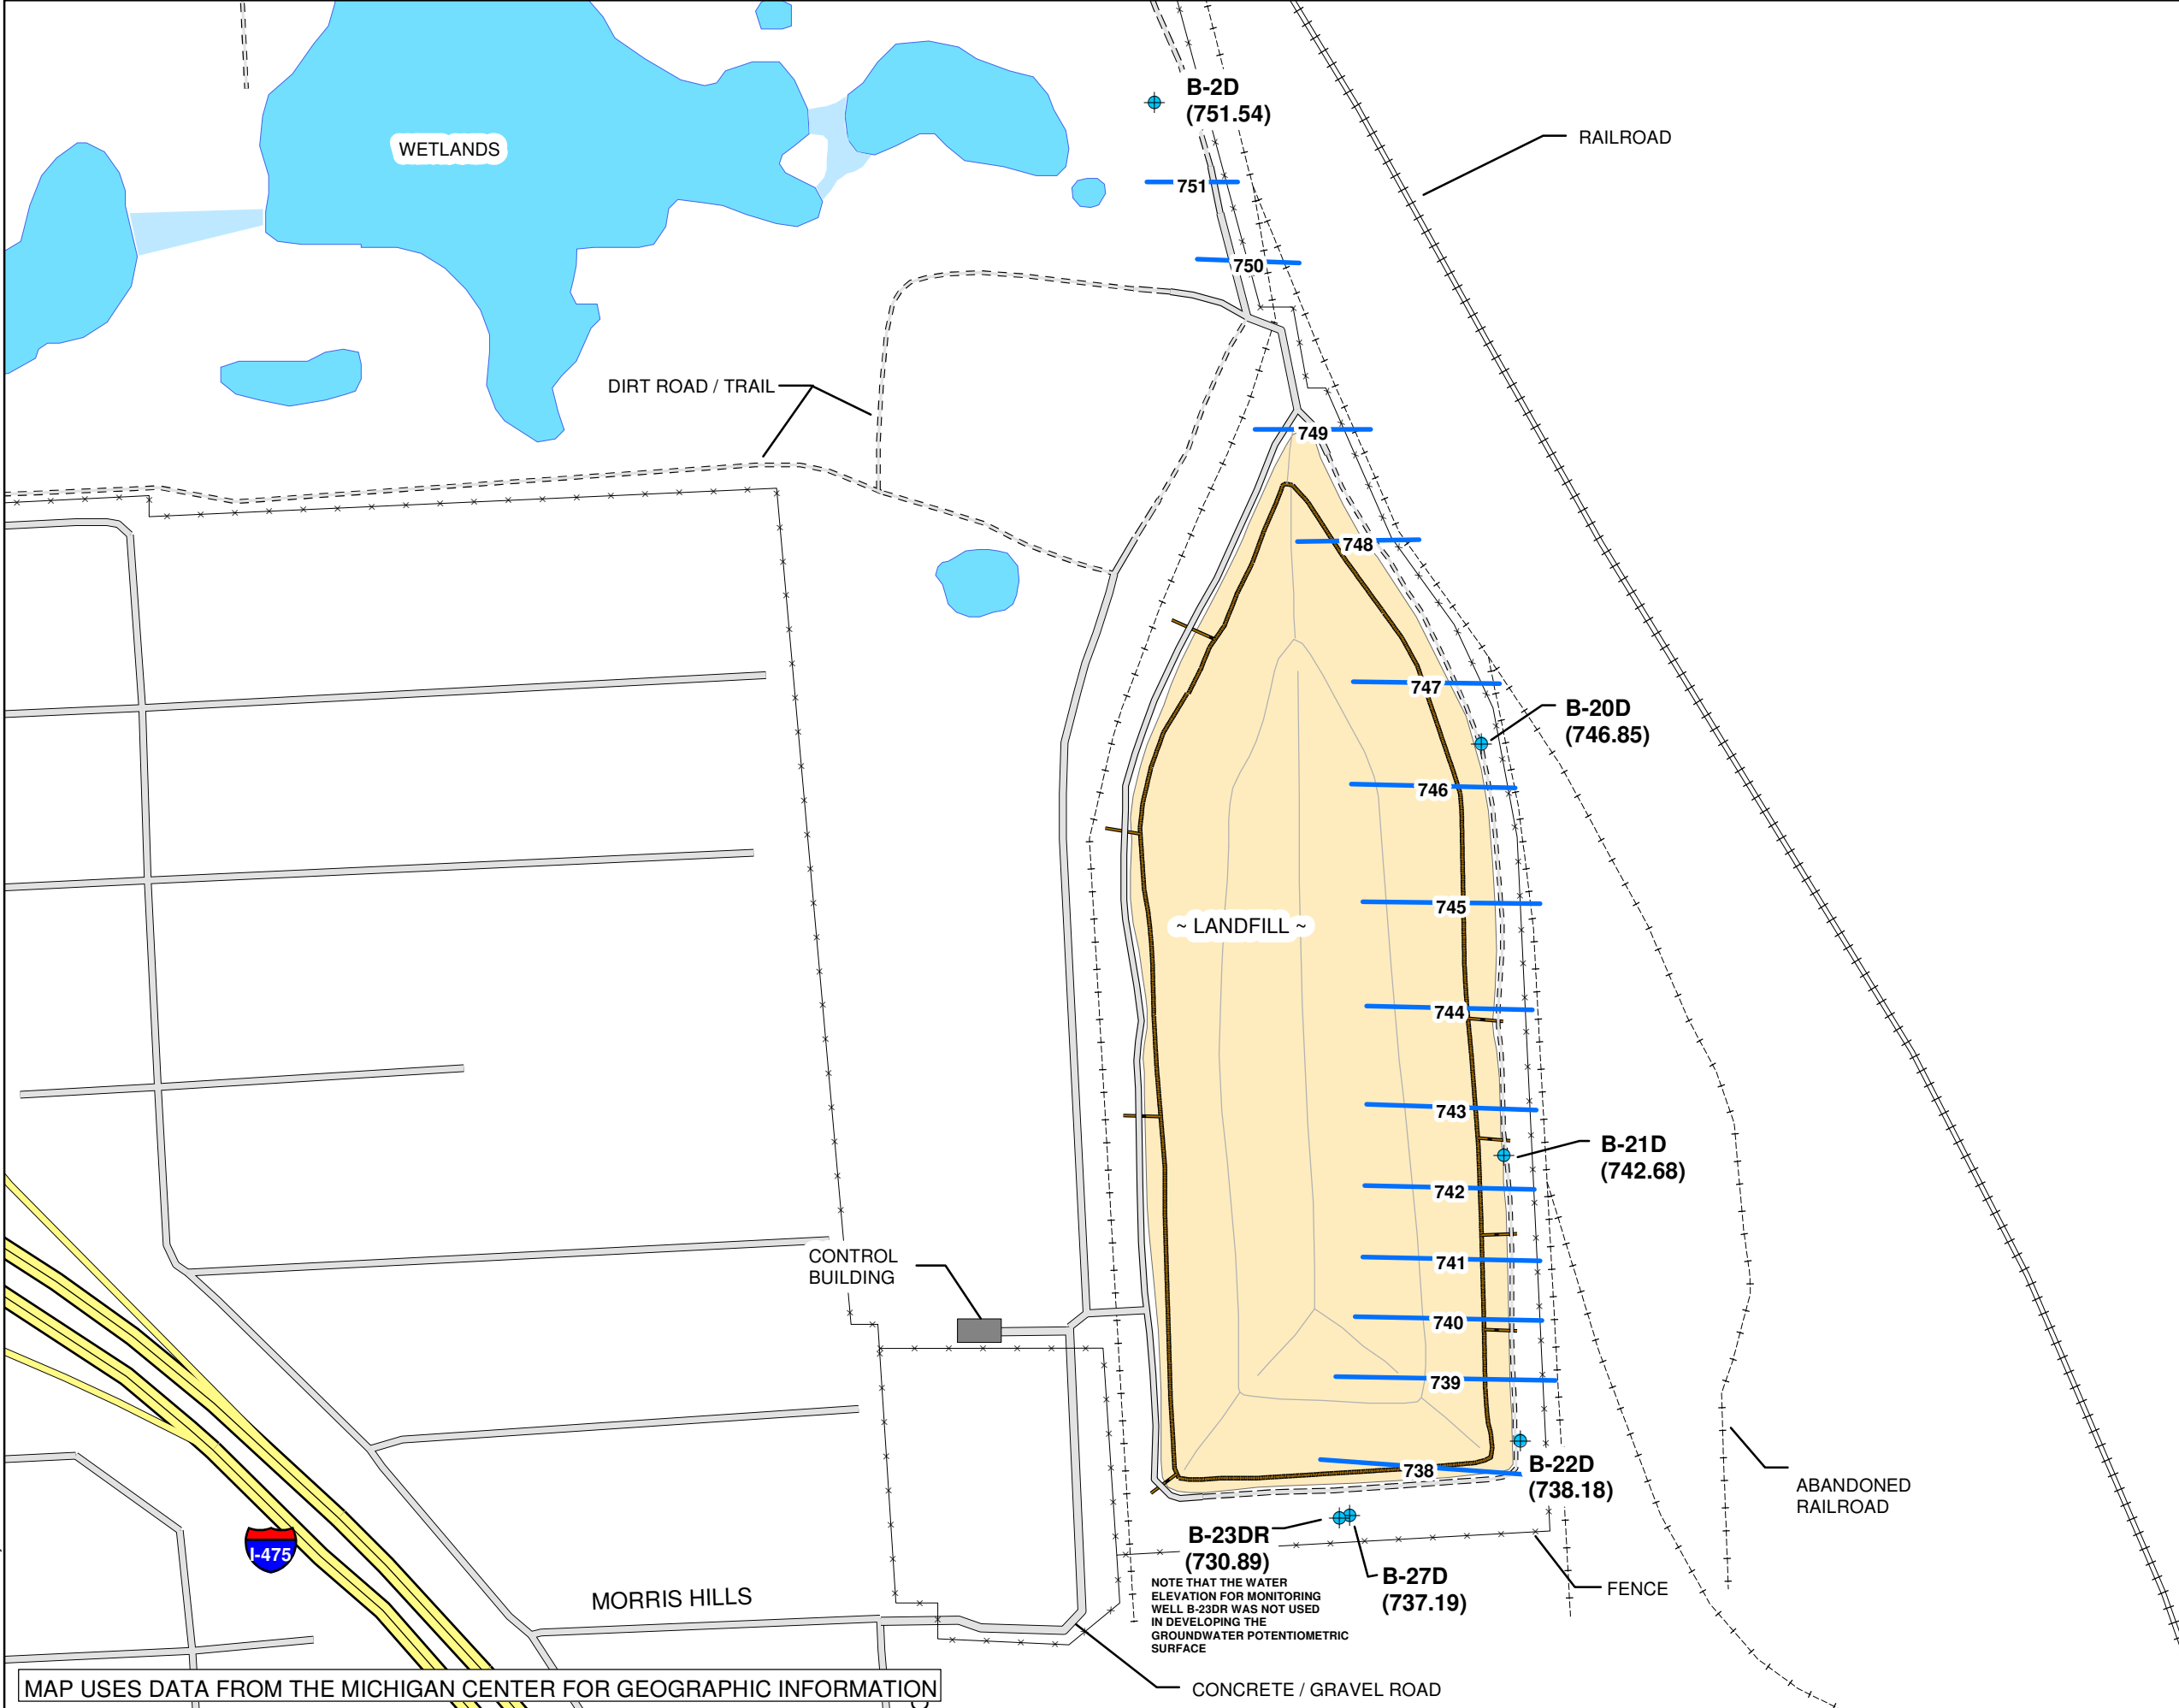 B-2D
(751.54)
RAILROAD
WETLANDS
751
750
DIRT ROAD / TRAIL
749
748
747
B-20D
(746.85)
746
745
~ LANDFILL ~
744
743
B-21D
(742.68)
742
CONTROL
BUILDING
741
740
739
738
B-22D
(738.18)
ABANDONED
RAILROAD
B-23DR
(730.89)
NOTE THAT THE WATER
ELEVATION FOR MONITORING
WELL B-23DR WAS NOT USED
IN DEVELOPING THE
GROUNDWATER POTENTIOMETRIC
SURFACE
B-27D
(737.19)
FENCE
I-475
MORRIS HILLS
MAP USES DATA FROM THE MICHIGAN CENTER FOR GEOGRAPHIC INFORMATION
CONCRETE / GRAVEL ROAD